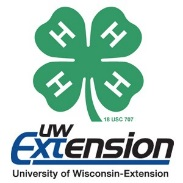 H H
H H
18 USC 707
UW
Extension
University of Wisconsin-Extension